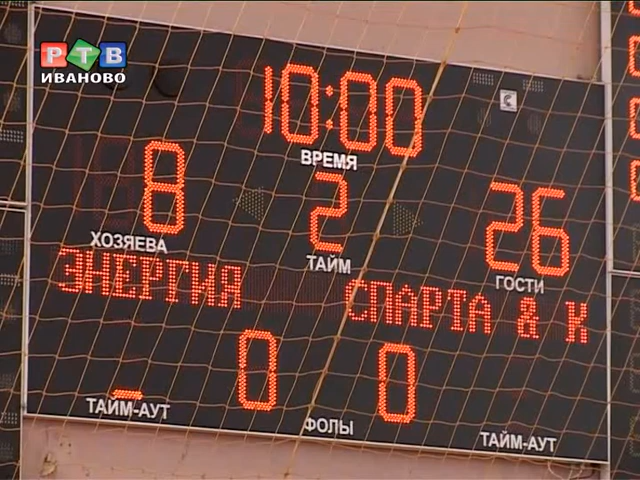 РТВ
ИВАНОВО
10:00
ВРЕМЯ
8 2 26
ХОЗЯЕВА ТАЙМ ГОСТИ
ЭНЕРГИЯ СПАРТА & К
0 0
ТАЙМ-АУТ ФОЛЫ ТАЙМ-АУТ